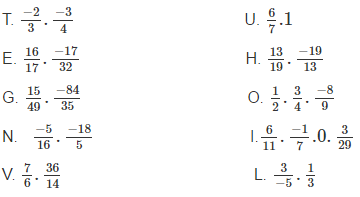 T. -2/3 . -3/4 U. 6/7 .1
E. 16/17 . -17/32 H. 13/19 . -19/13
G. 15/49 . -84/35 O. 1/2 . 3/4 . -8/9
N. -5/16 . -18/5 I. 6/11 . -1/7 .0. 3/29
V. 7/6 . 36/14 L. 3/-5 . 1/3